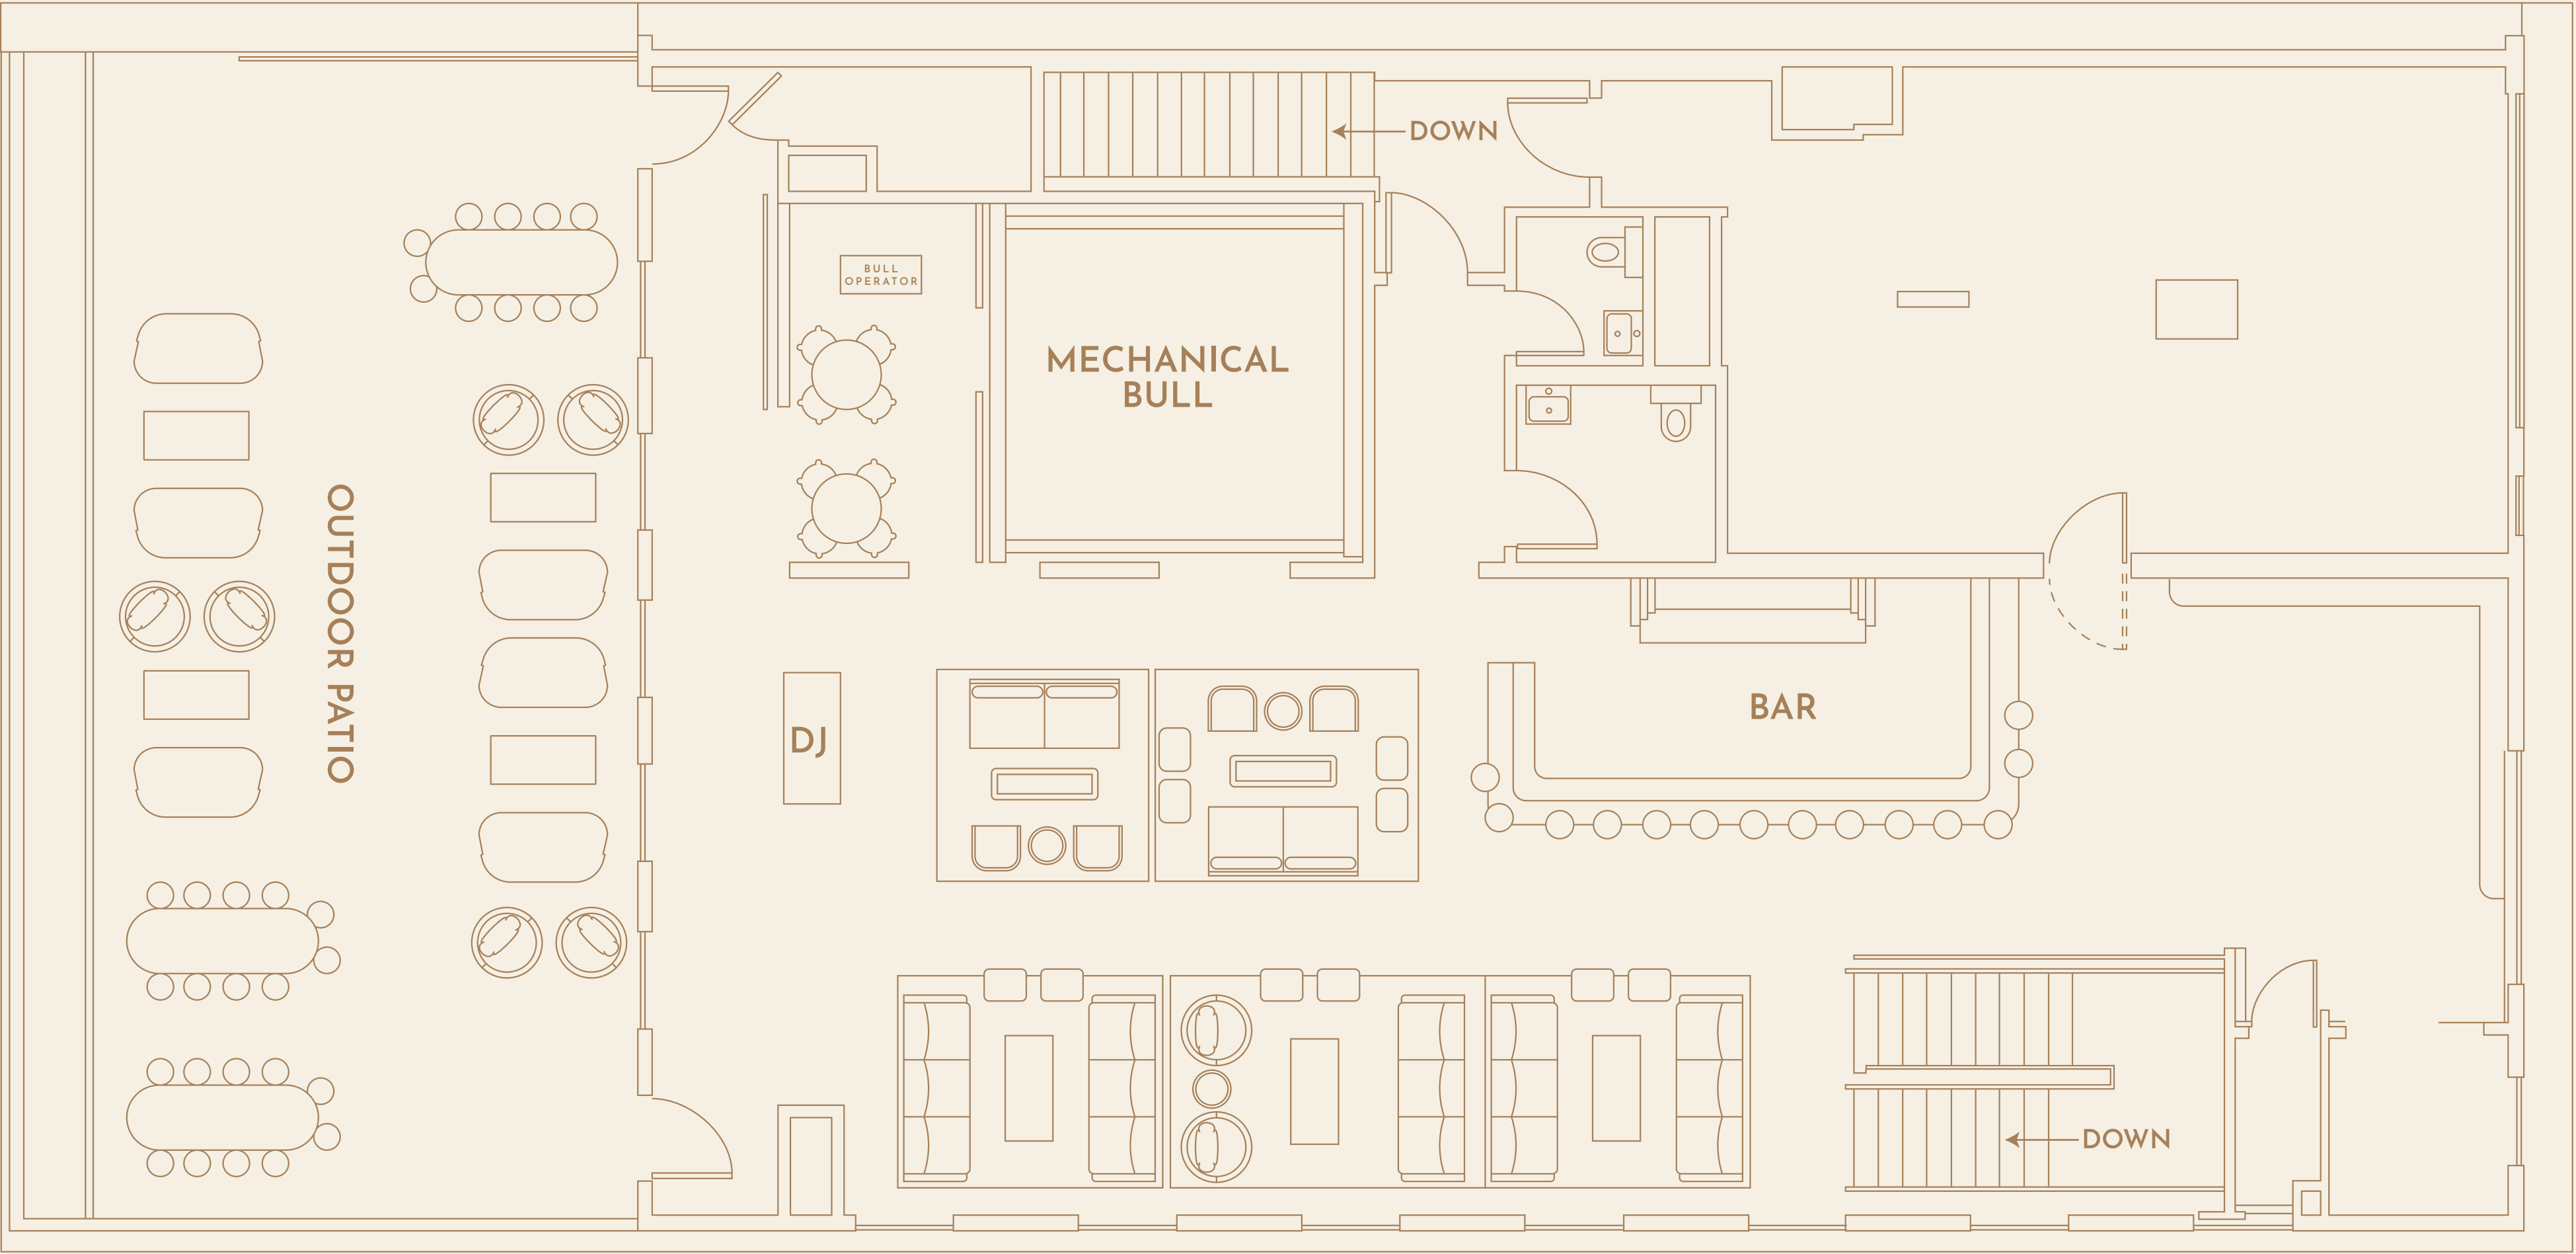 DOWN
BULL
OPERATOR
MECHANICAL
BULL
OUTDOOR PATIO
DJ
BAR
DOWN